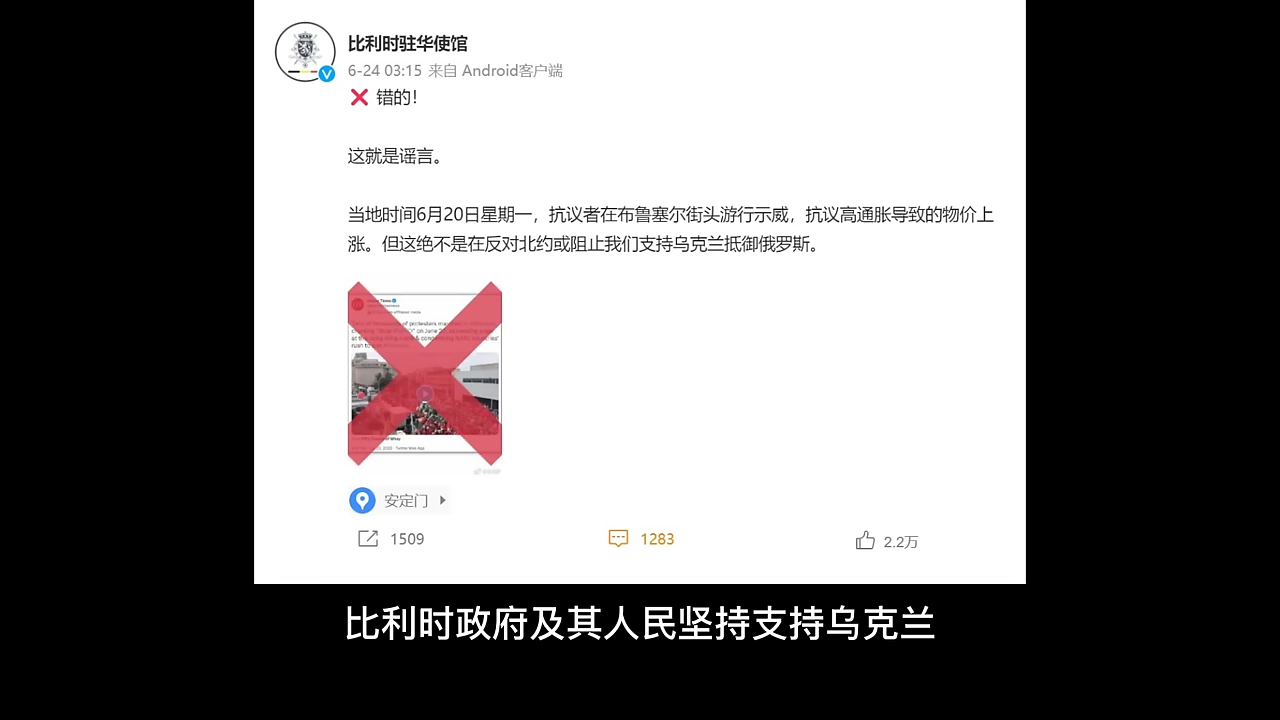 比利时驻华使馆
6-24 03:15 来自 Android客户端
❌ 错的！
这就是谣言。
当地时间6月20日星期一，抗议者在布鲁塞尔街头游行示威，抗议高通胀导致的物价上
涨。但这绝不是在反对北约或阻止我们支持乌克兰抵御俄罗斯。
安定门
1509
1283
2.2万
比利时政府及其人民坚持支持乌克兰